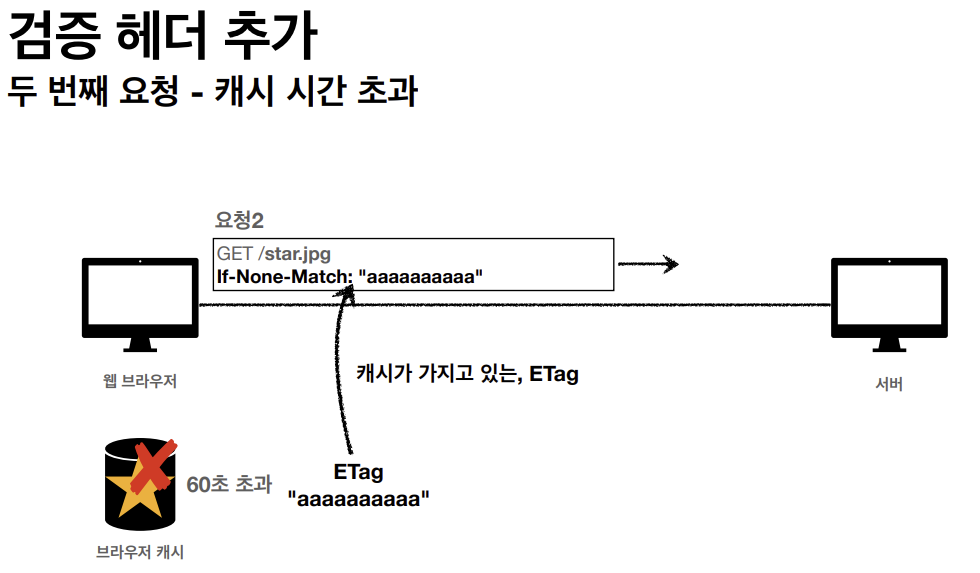 검증 헤더 추가
두 번째 요청 - 캐시 시간 초과
요청2
GET /star.jpg
If-None-Match: "aaaaaaaaaa"
웹 브라우저
서버
캐시가 가지고 있는, ETag
60초 초과
ETag
"aaaaaaaaaa"
브라우저 캐시